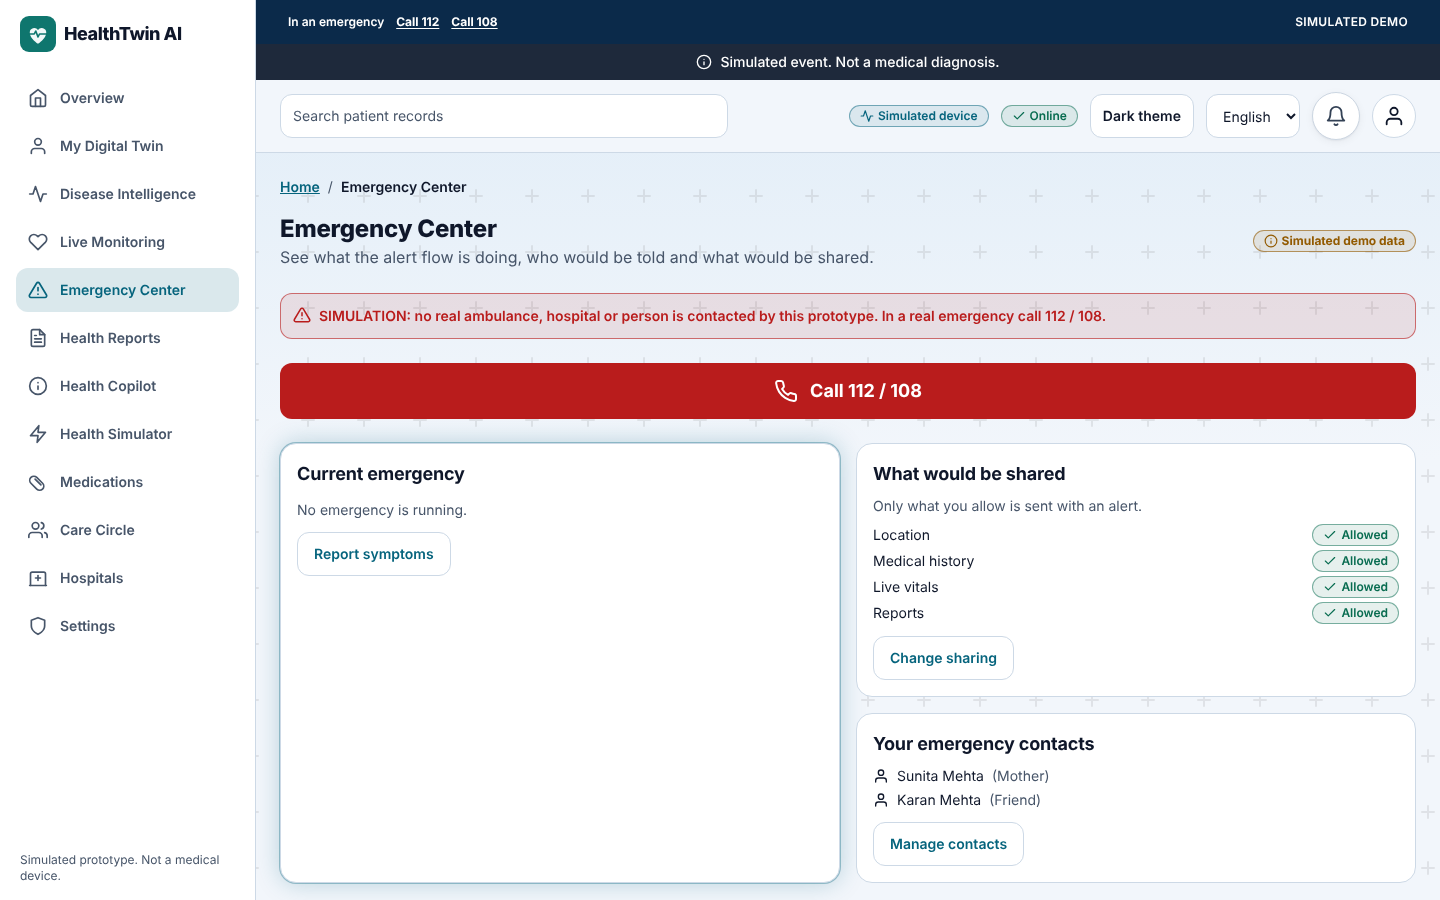 HealthTwin AI
Overview
My Digital Twin
Disease Intelligence
Live Monitoring
Emergency Center
Health Reports
Health Copilot
Health Simulator
Medications
Care Circle
Hospitals
Settings
Simulated prototype. Not a medical
device.
In an emergency Call 112 Call 108
SIMULATED DEMO
Simulated event. Not a medical diagnosis.
Search patient records
Simulated device
Online
Dark theme
English
Home / Emergency Center
Emergency Center
See what the alert flow is doing, who would be told and what would be shared.
Simulated demo data
SIMULATION: no real ambulance, hospital or person is contacted by this prototype. In a real emergency call 112 / 108.
Call 112 / 108
Current emergency
No emergency is running.
Report symptoms
What would be shared
Only what you allow is sent with an alert.
Location Allowed
Medical history Allowed
Live vitals Allowed
Reports Allowed
Change sharing
Your emergency contacts
Sunita Mehta (Mother)
Karan Mehta (Friend)
Manage contacts